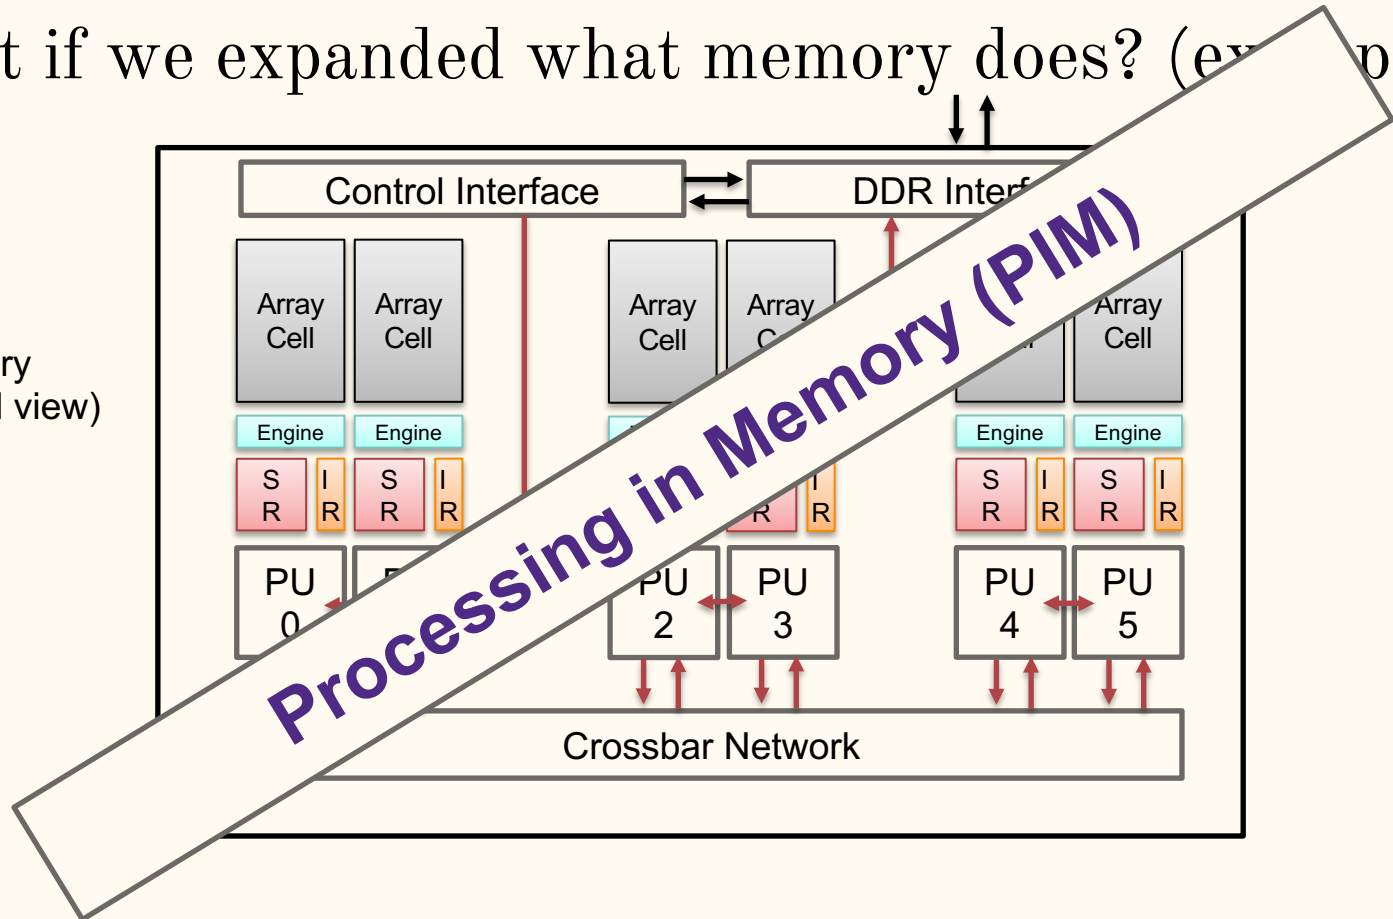 t if we expanded what memory does? (ex p
Control Interface
DDR Interf
Array Cell
Array Cell
Array Cell
Array
Array Cell
ry
l view)
Engine
Engine
Engine
Engine
S R
I R
S R
I R
R
I R
S R
I R
S R
I R
PU 0
PU 2
PU 3
PU 4
PU 5
Crossbar Network
Processing in Memory (PIM)